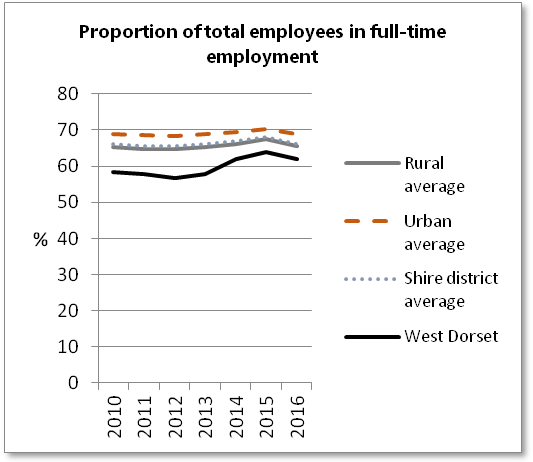 Proportion of total employees in full-time
employment
80
70
60
50
40
30
20
10
0
%
2010
2011
2012
2013
2014
2015
2016
Rural
average
Urban
average
Shire district
average
West Dorset